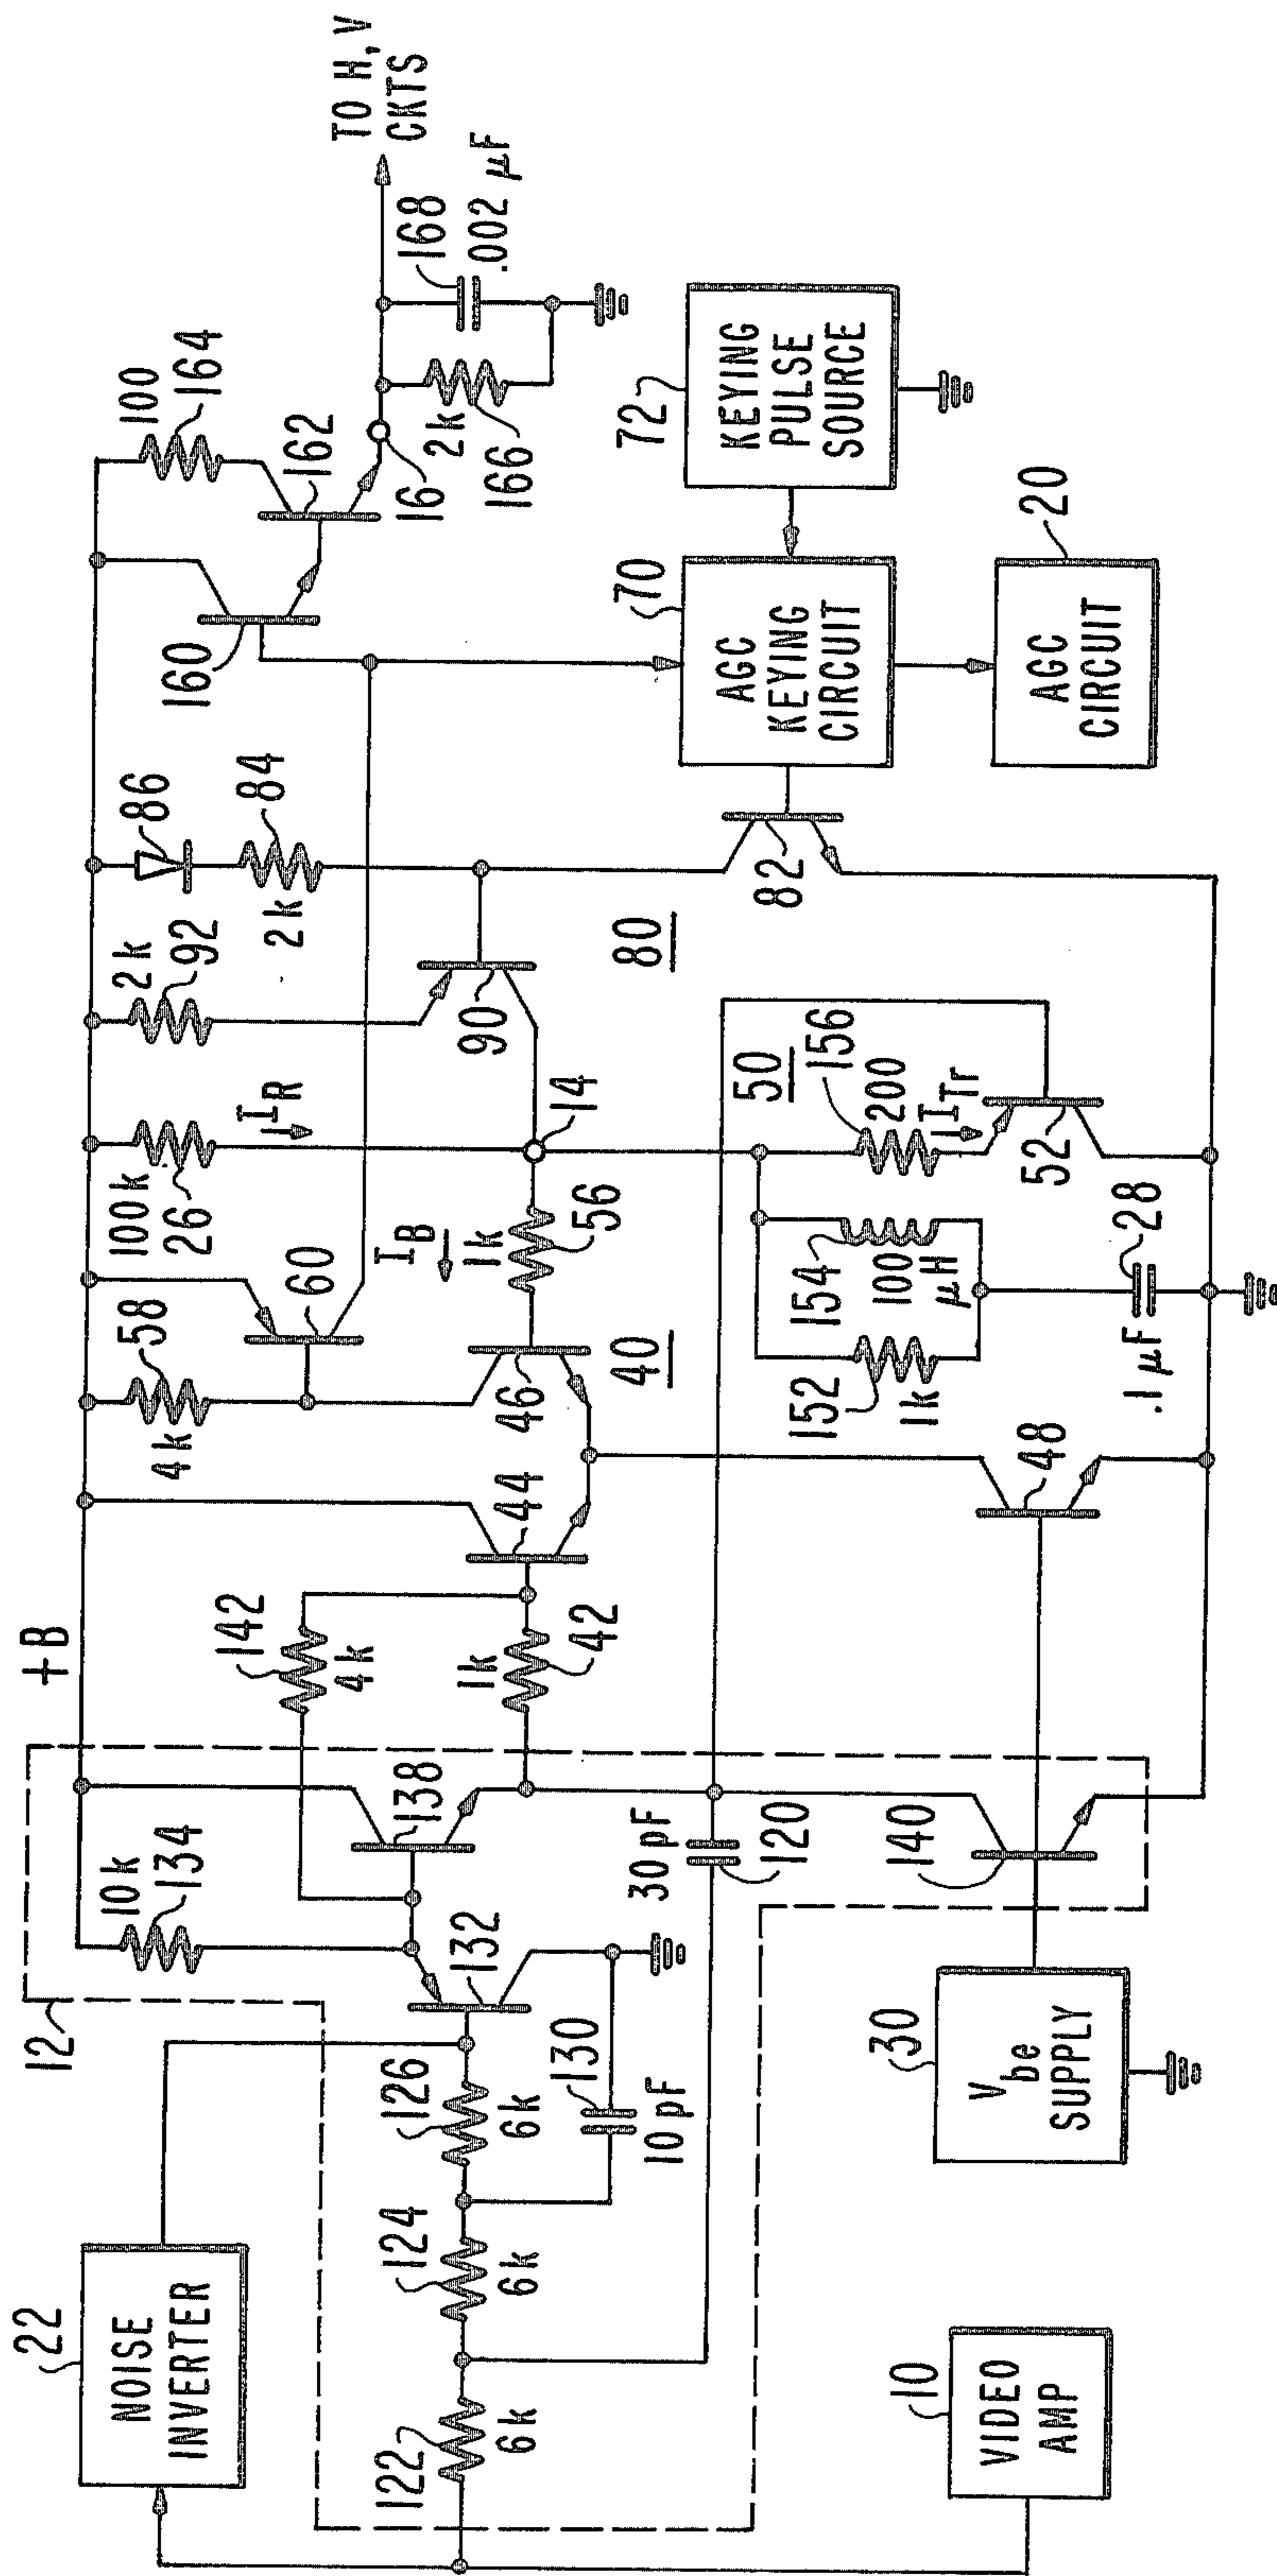 +B
12
22
NOISE
INVERTER
10
VIDEO
AMP
122
6k
124
6k
126
6k
130
10 pF
132
10k
134
138
30 pF
120
140
30
Vbe
SUPPLY
142
4k
1k
42
44
46
40
48
4k
58
60
IB
1k
56
100k
26
IR
14
2k
92
90
2k
84
86
80
82
50
156
200
ITr
52
154
100
μH
152
1k
28
.1 μF
160
162
100
164
16
2k
166
168
.002 μF
TO H, V
CKTS
70
AGC
KEYING
CIRCUIT
72
KEYING
PULSE
SOURCE
20
AGC
CIRCUIT